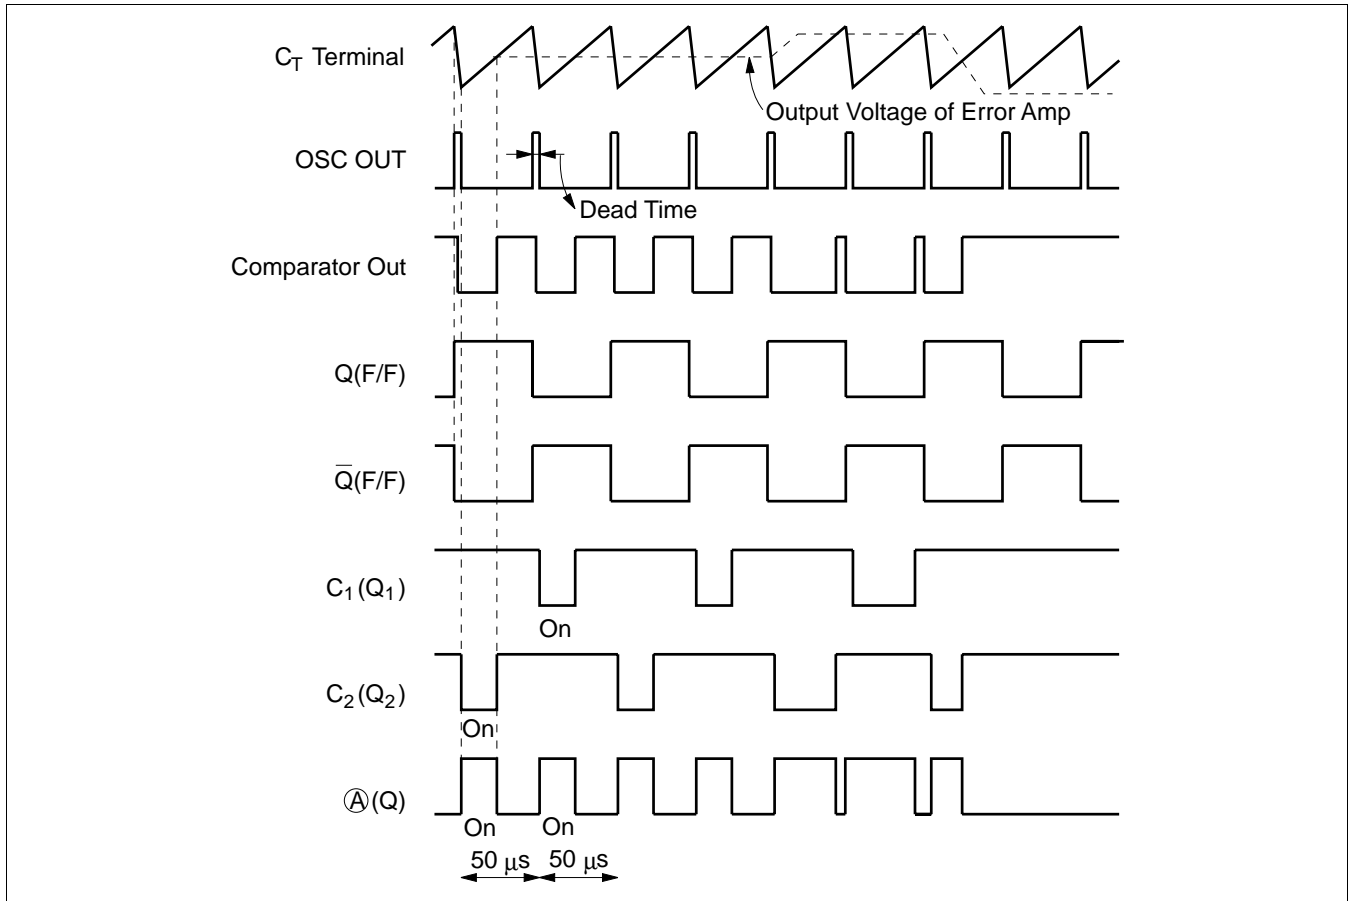 C_T Terminal
Output Voltage of Error Amp
OSC OUT
Dead Time
Comparator Out
Q(F/F)
Q̅(F/F)
C₁(Q₁)
On
C₂(Q₂)
On
Ⓐ(Q)
On On
50 μs 50 μs